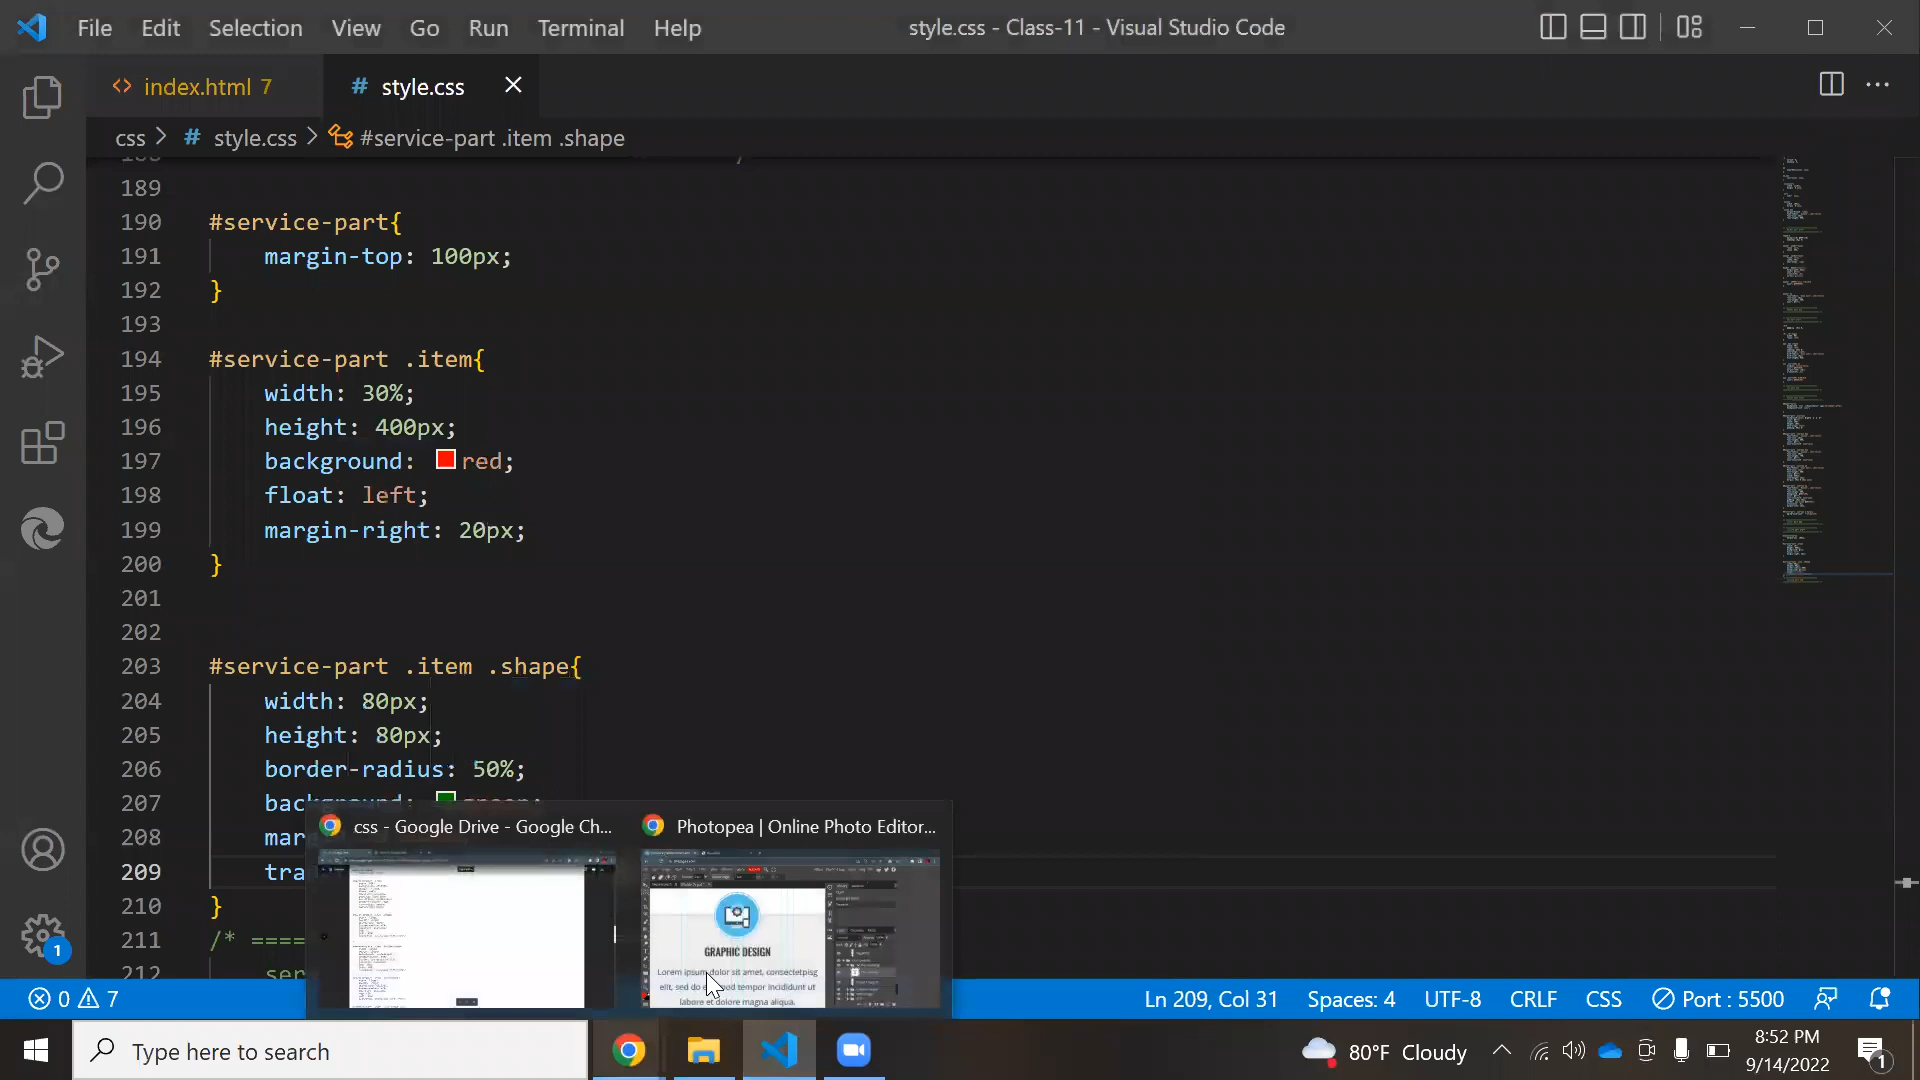 File Edit Selection View Go Run Terminal Help style.css - Class-11 - Visual Studio Code
<> index.html 7 # style.css
css > # style.css > #service-part .item .shape
189
190 #service-part{
191 margin-top: 100px;
192 }
193
194 #service-part .item{
195 width: 30%;
196 height: 400px;
197 background: red;
198 float: left;
199 margin-right: 20px;
200 }
201
202
203 #service-part .item .shape{
204 width: 80px;
205 height: 80px;
206 border-radius: 50%;
207 background: green;
208 mar
209 tra
210 }
211 /* ====
212 ser
css - Google Drive - Google Ch...
Photopea | Online Photo Editor...
GRAPHIC DESIGN
Lorem ipsum dolor sit amet, consectetpisg
elit, sed do tempor incididunt ut
labore et dolore magna aliqua.
1
0 7 Ln 209, Col 31 Spaces: 4 UTF-8 CRLF CSS Port : 5500
Type here to search
80°F Cloudy
8:52 PM
9/14/2022
1